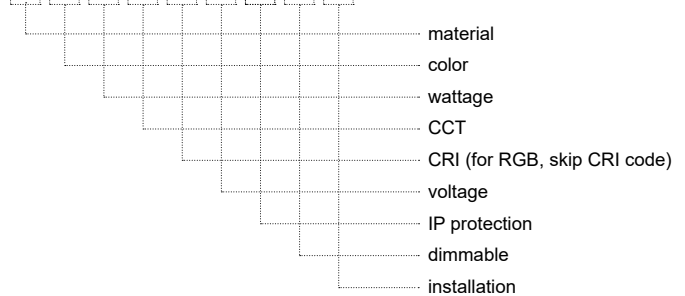 material
color
wattage
CCT
CRI (for RGB, skip CRI code)
voltage
IP protection
dimmable
installation